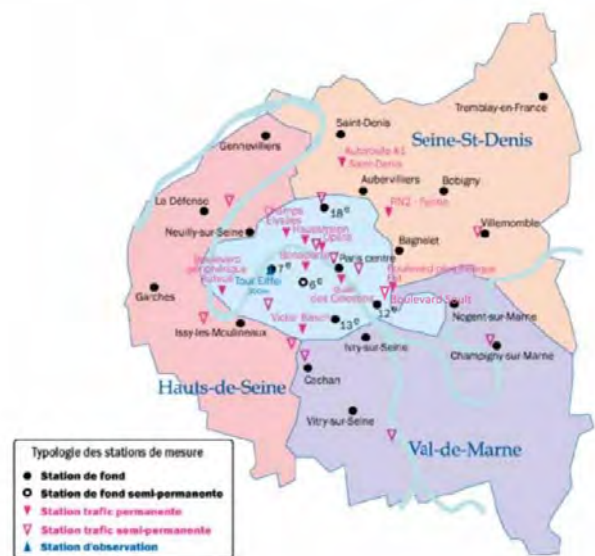 Tremblay-en-France
Saint-Denis
Seine-St-Denis
Gennevilliers
Autoroute A1
Saint-Denis
Aubervilliers
Bobigny
La Défense
18e
RN2 - Pantin
Champs
Elysées
Haussmann
Villemomble
Neuilly-sur-Seine
Opéra
Bagnolet
Bonaparte
Paris centre
Boulevard
périphérique
Auteuil
7e
Tour Eiffel
6e
Boulevard périphérique
Est
Garches
Quai
des Célestins
12e
Boulevard Soult
Issy-les-Moulineaux
Victor Basch
13e
Nogent-sur-Marne
Ivry-sur-Seine
Champigny-sur-Marne
Hauts-de-Seine
Cachan
Vitry-sur-Seine
Val-de-Marne
Typologie des stations de mesure
Station de fond
Station de fond semi-permanente
Station trafic permanente
Station trafic semi-permanente
Station d'observation